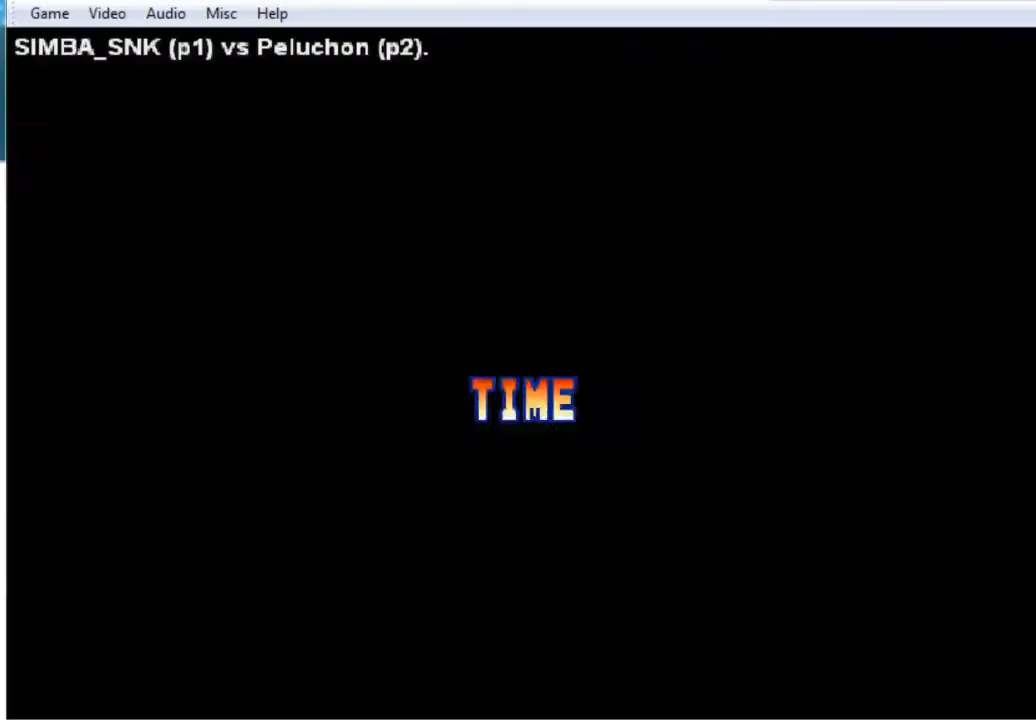 Game Video Audio Misc Help
SIMBA_SNK (p1) vs Peluchon (p2).
TIME